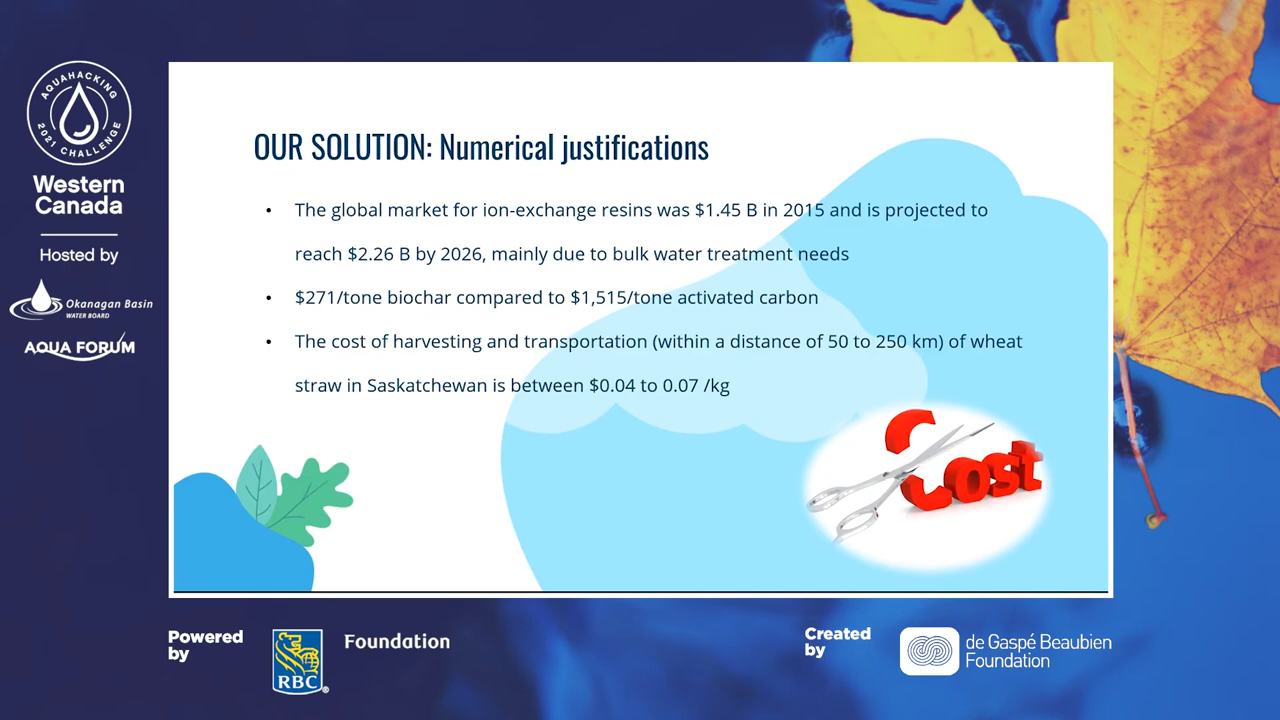 AQUAHACKING
2021 CHALLENGE
Western
Canada
Hosted by
Okanagan Basin
WATER BOARD
AQUA FORUM
OUR SOLUTION: Numerical justifications
• The global market for ion-exchange resins was $1.45 B in 2015 and is projected to
reach $2.26 B by 2026, mainly due to bulk water treatment needs
• $271/tone biochar compared to $1,515/tone activated carbon
• The cost of harvesting and transportation (within a distance of 50 to 250 km) of wheat
straw in Saskatchewan is between $0.04 to 0.07 /kg
Cost
Powered
by
RBC®
Foundation
Created
by
de Gaspé Beaubien
Foundation